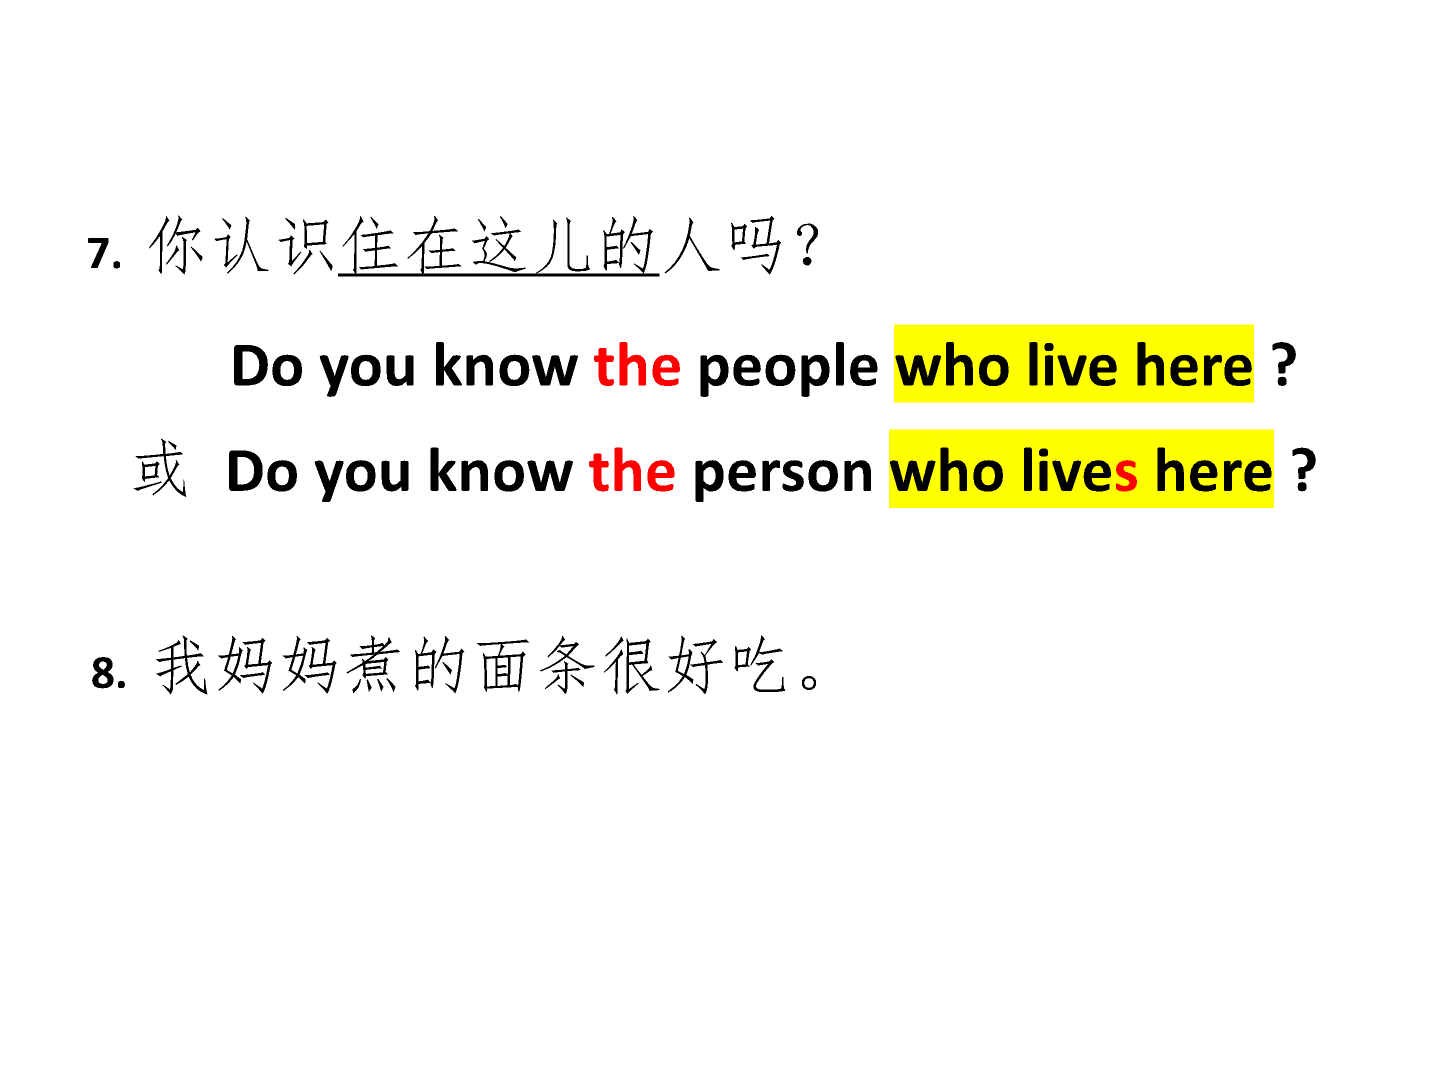 7. 你认识住在这儿的人吗？
Do you know the people who live here ?
或 Do you know the person who lives here ?
8. 我妈妈煮的面条很好吃。